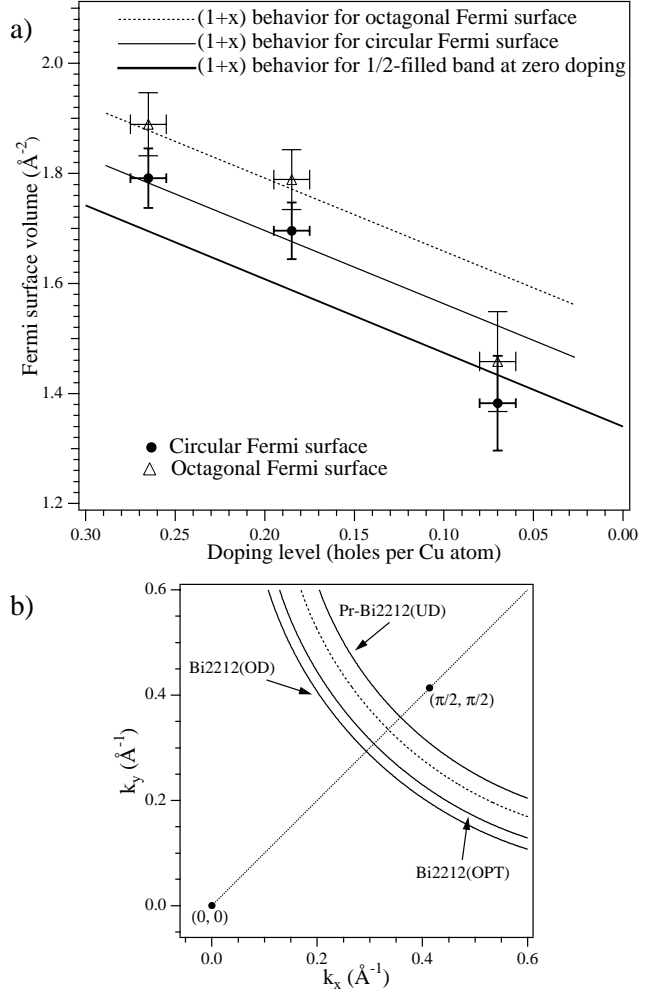 a)
(1+x) behavior for octagonal Fermi surface
(1+x) behavior for circular Fermi surface
(1+x) behavior for 1/2-filled band at zero doping
2.0
1.8
1.6
1.4
1.2
Fermi surface volume (Å-2)
Circular Fermi surface
Octagonal Fermi surface
0.30 0.25 0.20 0.15 0.10 0.05 0.00
Doping level (holes per Cu atom)
b)
0.6
0.4
0.2
0.0
ky (Å-1)
Pr-Bi2212(UD)
Bi2212(OD)
(π/2, π/2)
Bi2212(OPT)
(0, 0)
0.0 0.2 0.4 0.6
kx (Å-1)